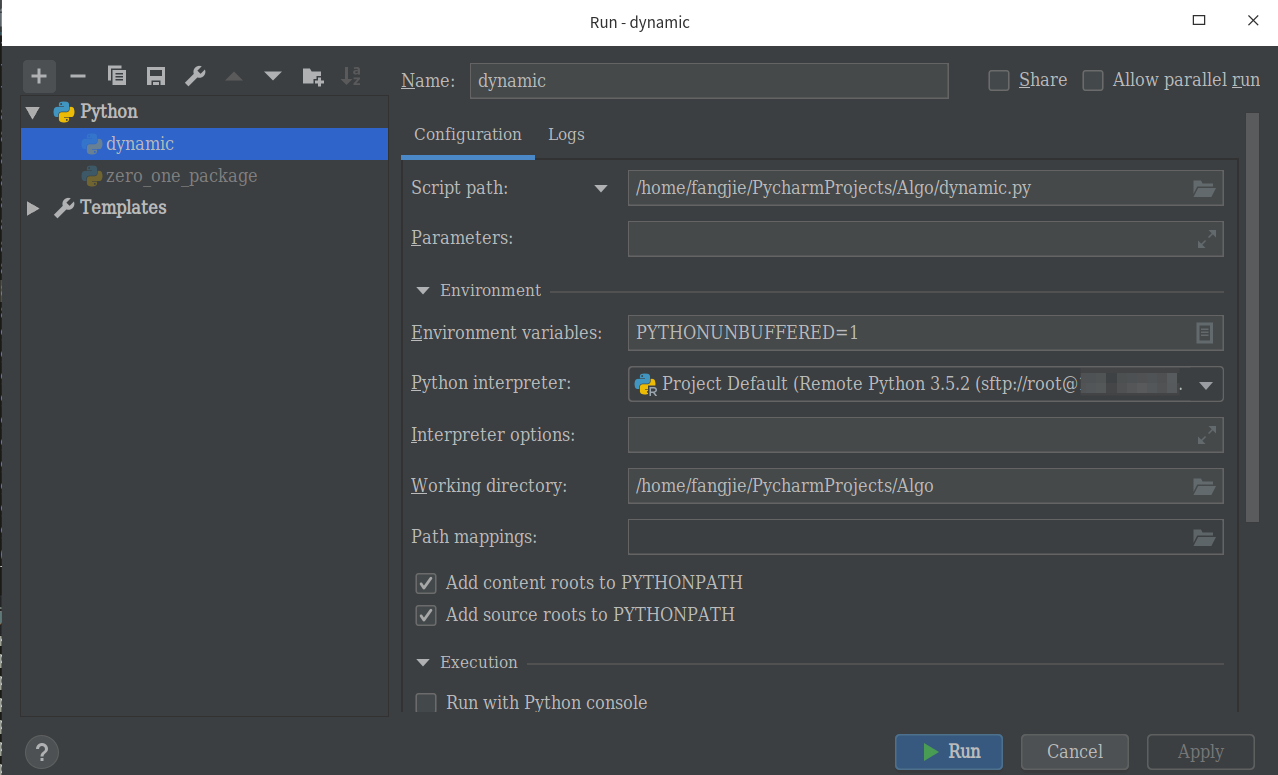 Run - dynamic
Name: dynamic Share Allow parallel run
Python
dynamic
zero_one_package
Templates
Configuration Logs
Script path: /home/fangjie/PycharmProjects/Algo/dynamic.py
Parameters:
Environment
Environment variables: PYTHONUNBUFFERED=1
Python interpreter: Project Default (Remote Python 3.5.2 (sftp://root@
Interpreter options:
Working directory: /home/fangjie/PycharmProjects/Algo
Path mappings:
Add content roots to PYTHONPATH
Add source roots to PYTHONPATH
Execution
Run with Python console
? Run Cancel Apply